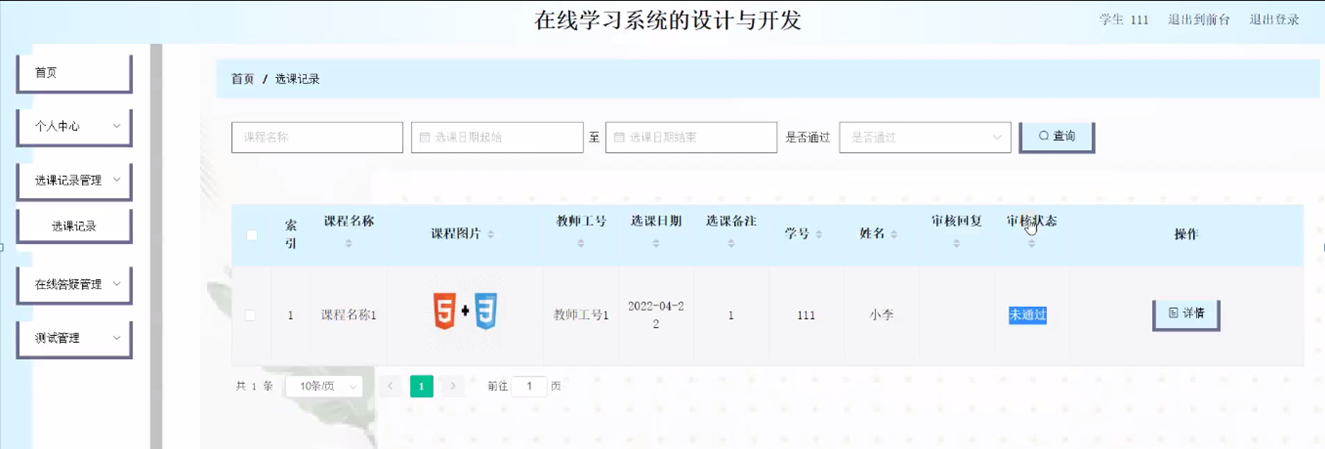 在线学习系统的设计与开发
学生 111 退出到前台 退出登录
首页
个人中心
选课记录管理
选课记录
在线答疑管理
测试管理
首页 / 选课记录
课程名称 选课日期起始 至 选课日期结束 是否通过 是否通过 查询
索引 课程名称 课程图片 教师工号 选课日期 选课备注 学号 姓名 审核回复 审核状态 操作
1 课程名称1 5 + 3 教师工号1 2022-04-22 1 111 小李 未通过 详情
共 1 条 10条/页 1 前往 1 页